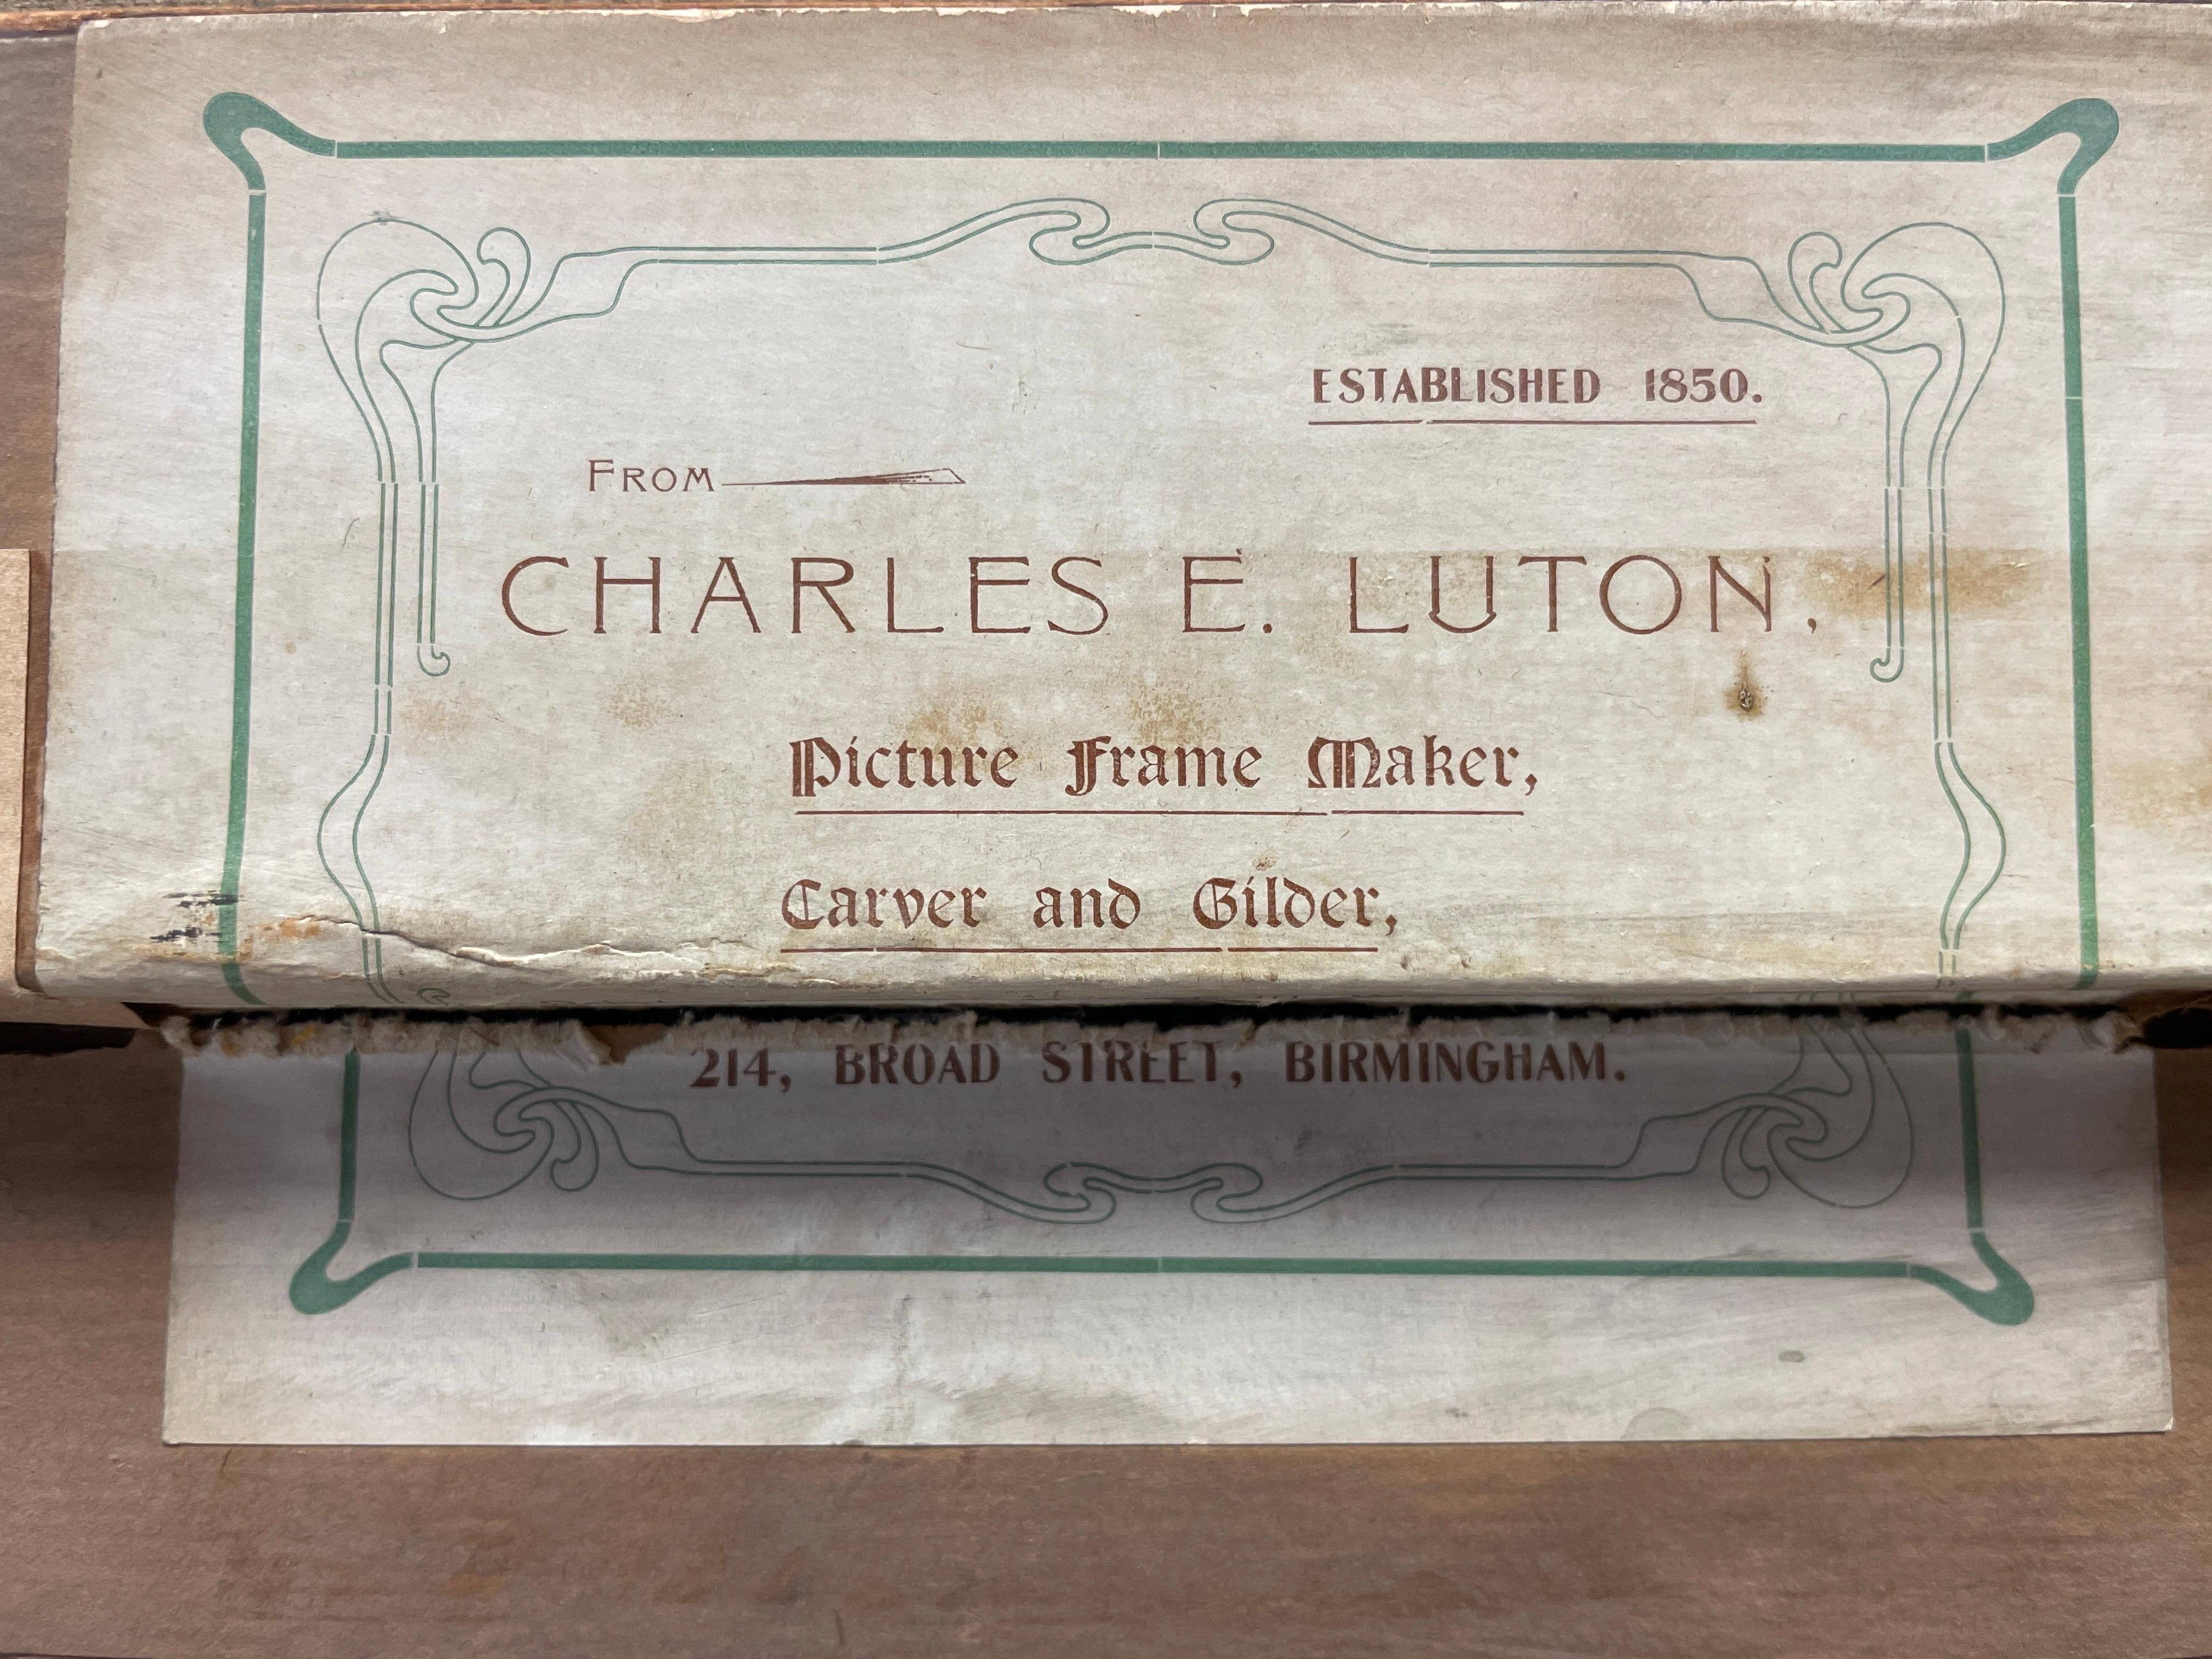 ESTABLISHED 1850.
FROM
CHARLES E. LUTON,
Picture Frame Maker,
Carver and Gilder,
214, BROAD STREET, BIRMINGHAM.